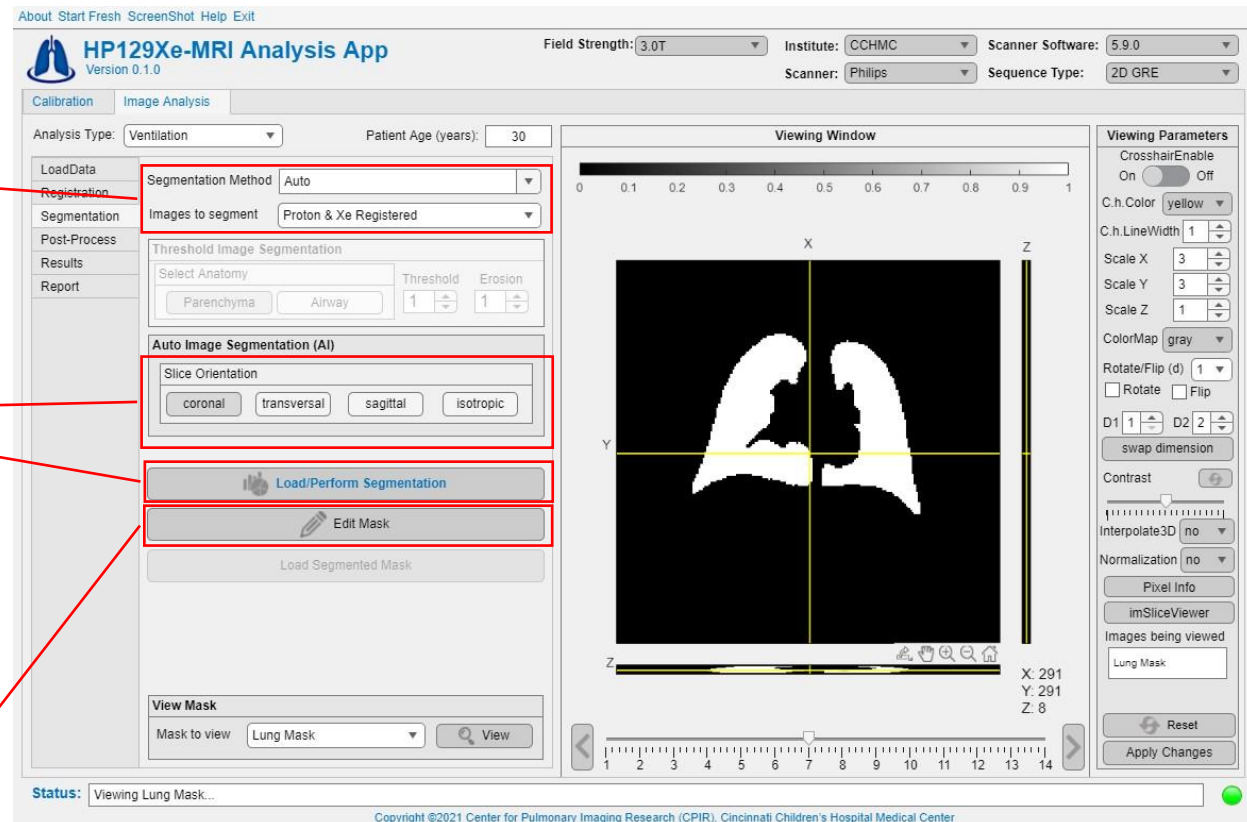 About Start Fresh ScreenShot Help Exit
HP129Xe-MRI Analysis App
Version 0.1.0
Field Strength: 3.0T
Institute: CCHMC
Scanner Software: 5.9.0
Scanner: Philips
Sequence Type: 2D GRE
Calibration Image Analysis
Analysis Type: Ventilation
Patient Age (years): 30
LoadData
Registration
Segmentation
Post-Process
Results
Report
Segmentation Method Auto
Images to segment Proton & Xe Registered
Threshold Image Segmentation
Select Anatomy
Threshold Erosion
Parenchyma Airway 1 1
Auto Image Segmentation (AI)
Slice Orientation
coronal transversal sagittal isotropic
Load/Perform Segmentation
Edit Mask
Load Segmented Mask
View Mask
Mask to view Lung Mask View
Viewing Window
0 0.1 0.2 0.3 0.4 0.5 0.6 0.7 0.8 0.9 1
X
Z
Y
Z
X: 291
Y: 291
Z: 8
1 2 3 4 5 6 7 8 9 10 11 12 13 14
Viewing Parameters
CrosshairEnable
On Off
C.h.Color yellow
C.h.LineWidth 1
Scale X 3
Scale Y 3
Scale Z 1
ColorMap gray
Rotate/Flip (d) 1
Rotate Flip
D1 1 D2 2
swap dimension
Contrast
Interpolate3D no
Normalization no
Pixel Info
imSliceViewer
Images being viewed
Lung Mask
Reset
Apply Changes
Status: Viewing Lung Mask...
Copyright ©2021 Center for Pulmonary Imaging Research (CPIR), Cincinnati Children's Hospital Medical Center